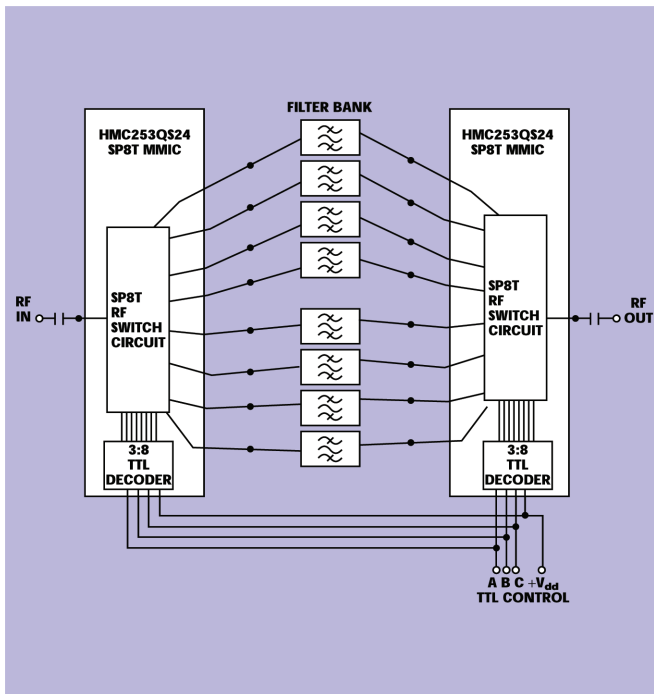 FILTER BANK
HMC253QS24
SP8T MMIC
HMC253QS24
SP8T MMIC
RF
IN
SP8T
RF
SWITCH
CIRCUIT
SP8T
RF
SWITCH
CIRCUIT
RF
OUT
3:8
TTL
DECODER
3:8
TTL
DECODER
A B C +Vdd
TTL CONTROL